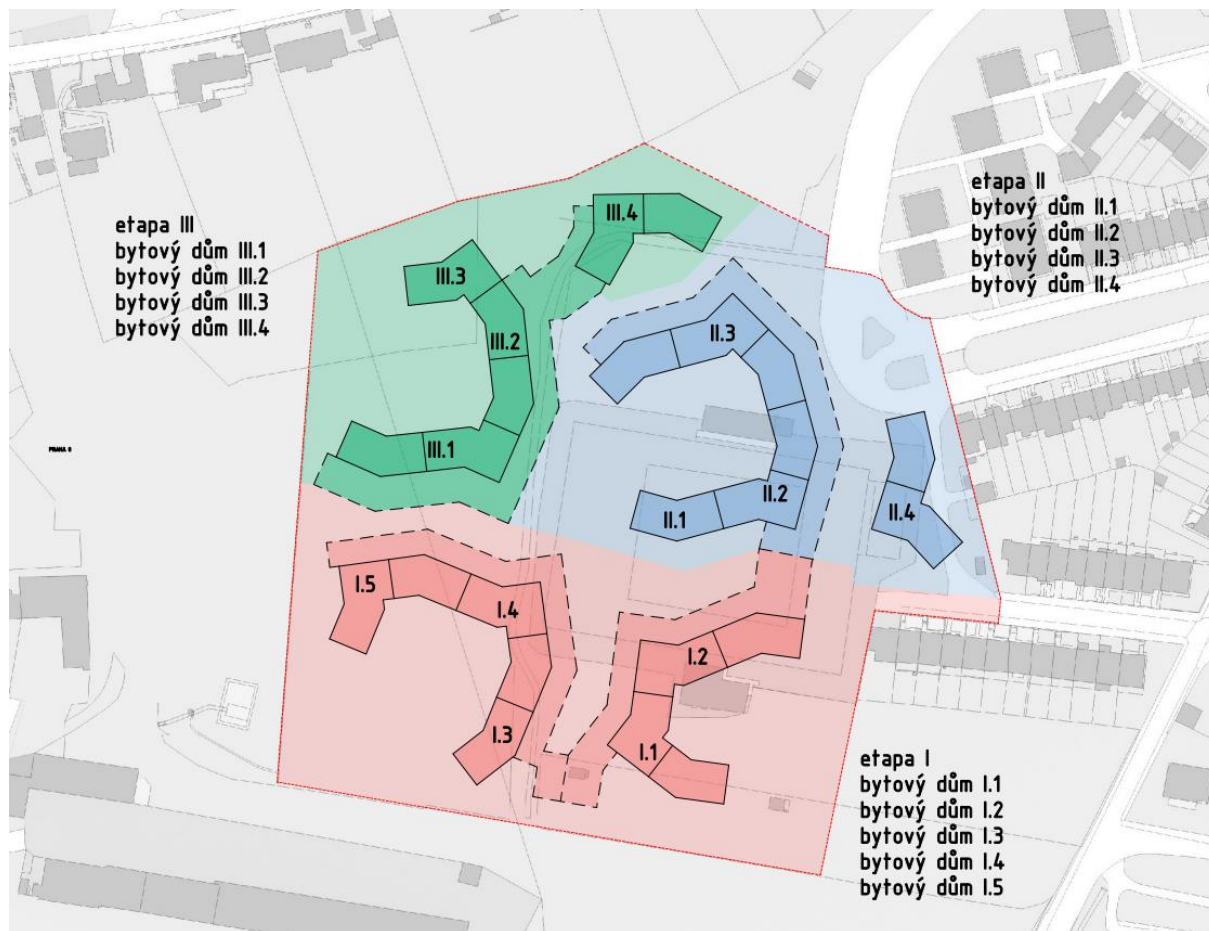 etapa III
bytový dům III.1
bytový dům III.2
bytový dům III.3
bytový dům III.4
etapa II
bytový dům II.1
bytový dům II.2
bytový dům II.3
bytový dům II.4
III.4
III.3
III.2
II.3
III.1
II.2
II.1
II.4
I.5
I.4
I.2
I.3
I.1
etapa I
bytový dům I.1
bytový dům I.2
bytový dům I.3
bytový dům I.4
bytový dům I.5